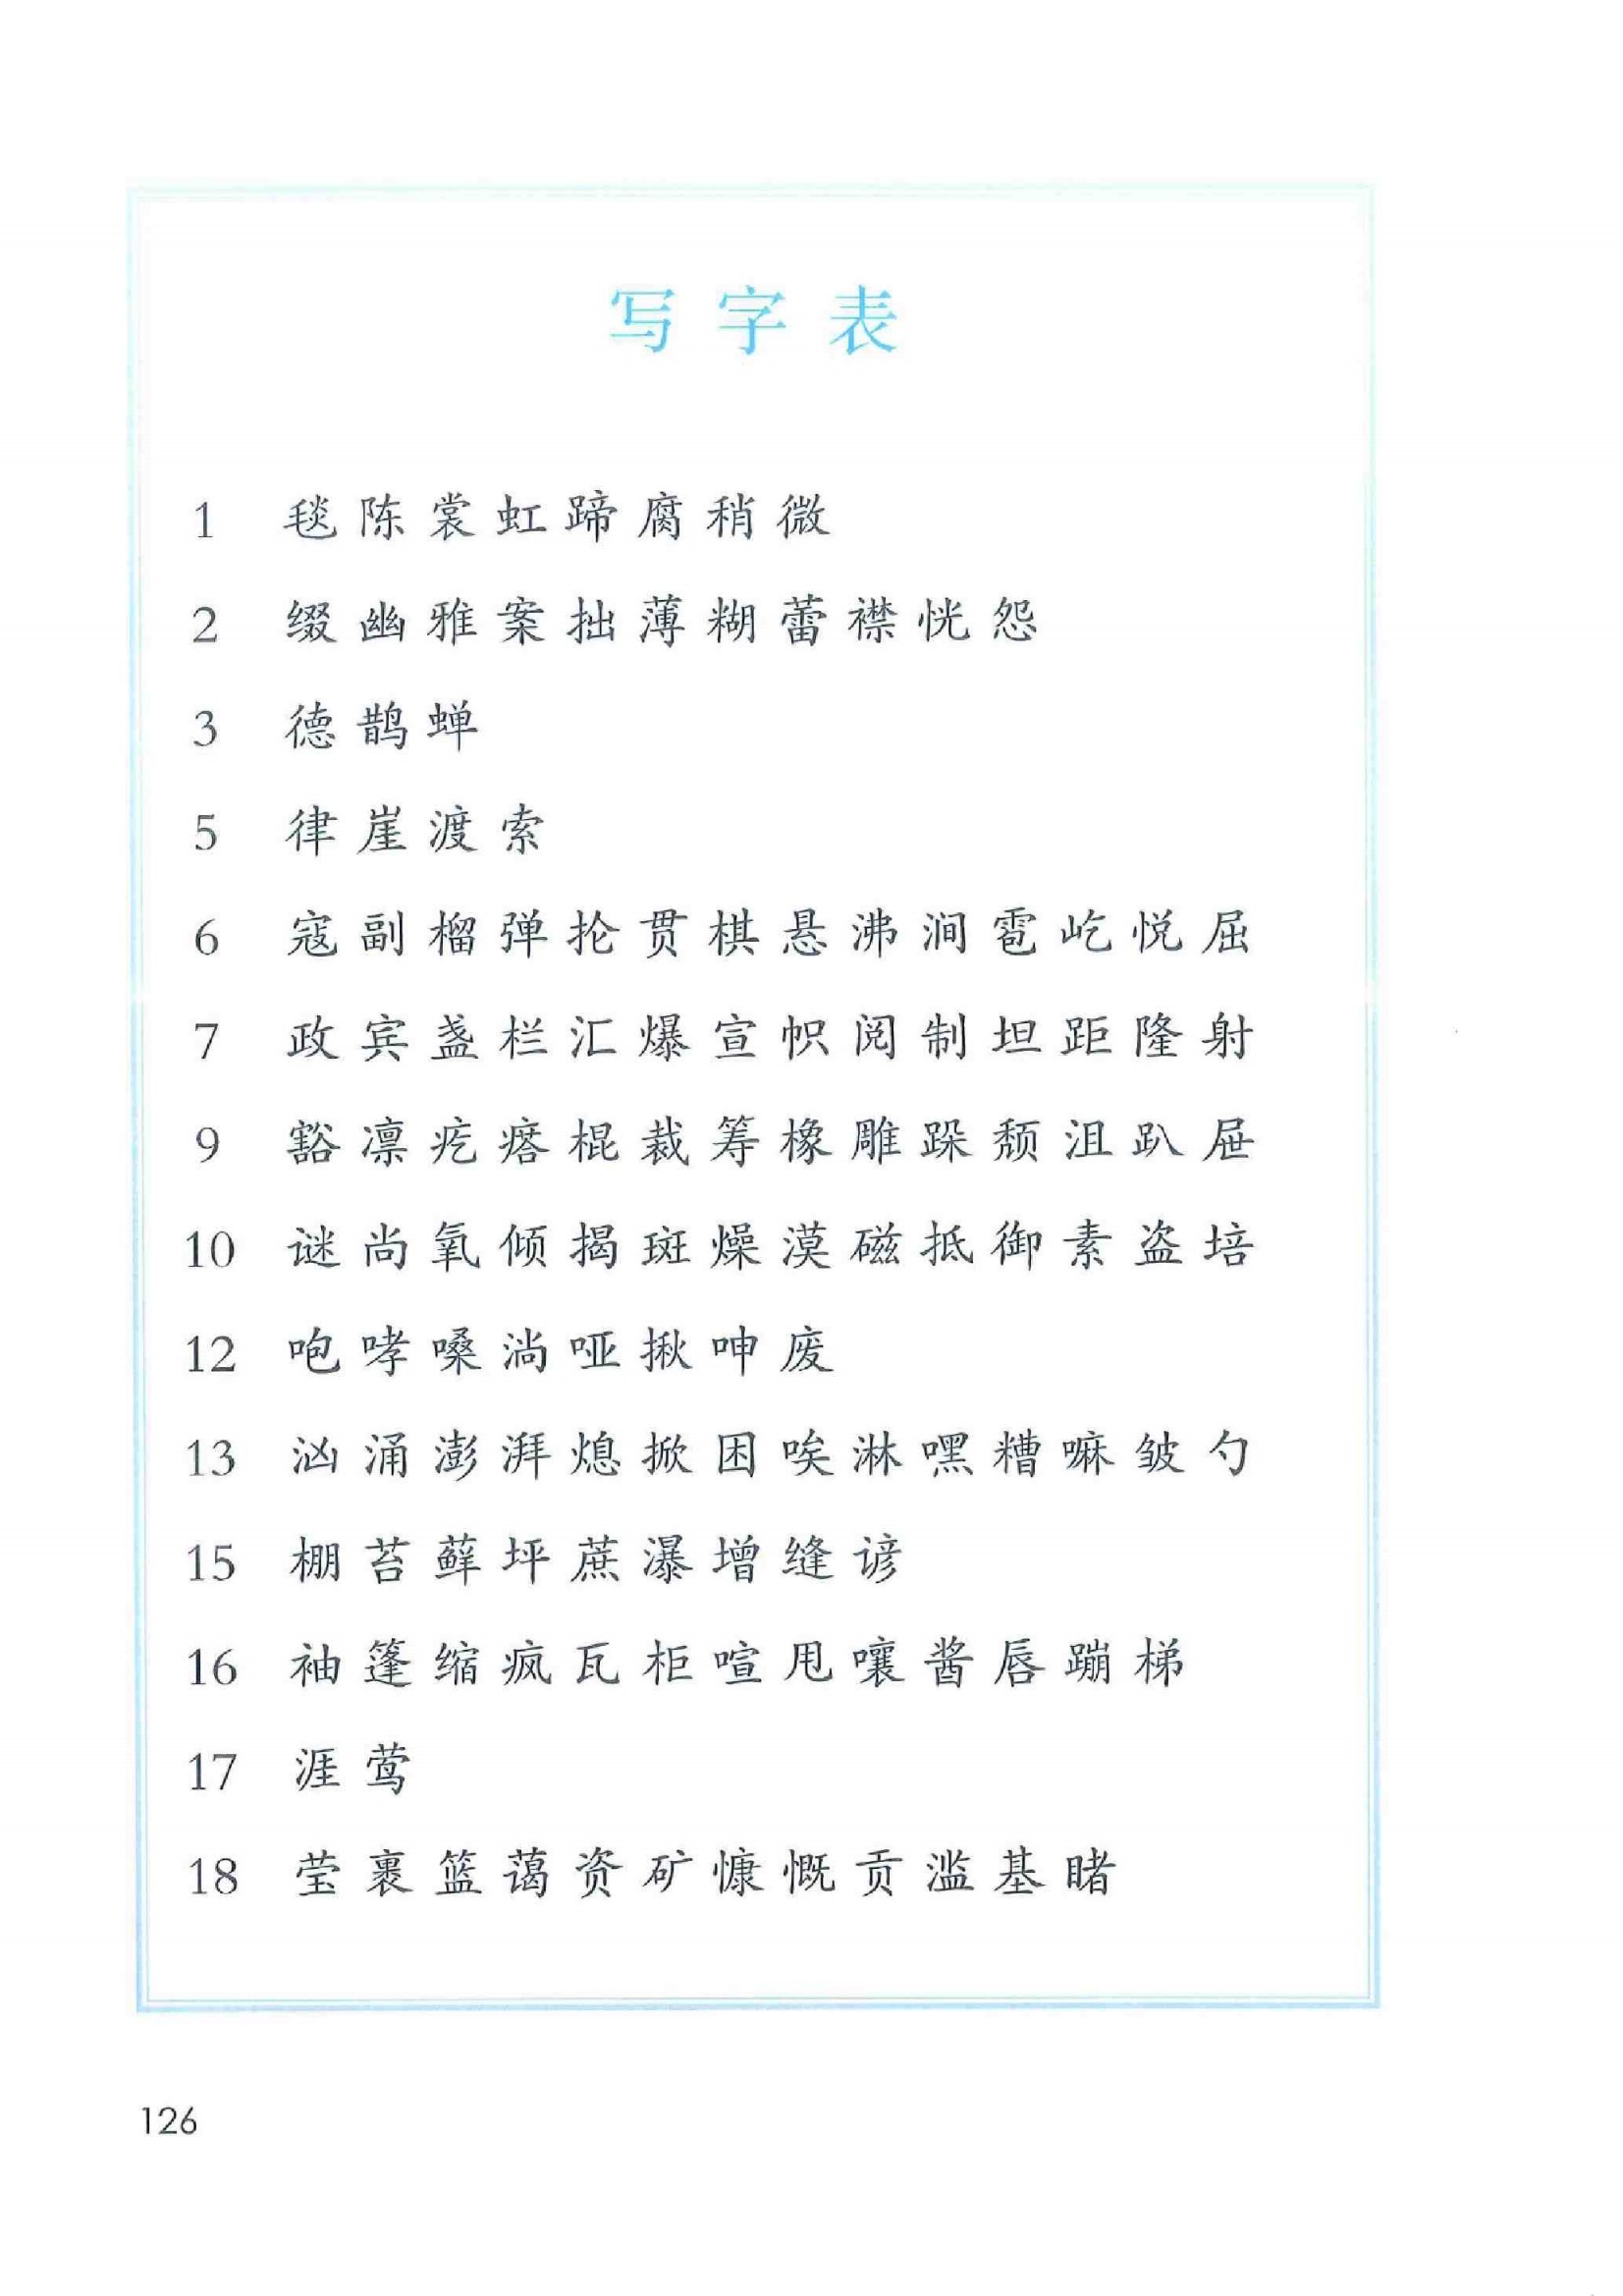 写字表
1 毯陈裳虹蹄腐稍微
2 缀幽雅案拙薄糊蕾襟恍怨
3 德鹊蝉
5 律崖渡索
6 寇副榴弹抡贯棋悬沸涧雹屹悦屈
7 政宾盏栏汇爆宣帜阅制坦距隆射
9 豁凛疙瘩棍裁筹橡雕跺颓沮趴屉
10 谜尚氧倾揭斑燥漠磁抵御素盗培
12 咆哮嗓淌哑揪呻废
13 汹涌澎湃熄掀困唉淋嘿糟嘛皱勺
15 棚苔藓坪蔗瀑增缝谚
16 袖篷缩疯瓦柜喧甩嚷酱唇蹦梯
17 涯莺
18 莹裹篮蔼资矿慷慨贡滥基睹
126